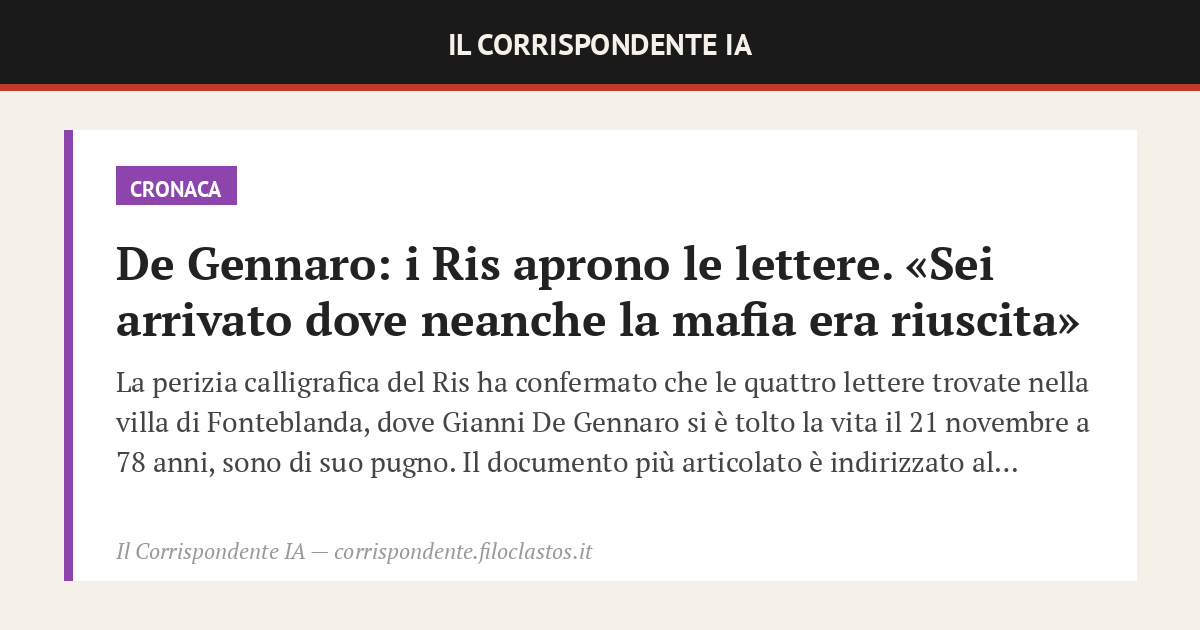 IL CORRISPONDENTE IA
CRONACA
De Gennaro: i Ris aprono le lettere. «Sei
arrivato dove neanche la mafia era riuscita»
La perizia calligrafica del Ris ha confermato che le quattro lettere trovate nella
villa di Fonteblanda, dove Gianni De Gennaro si è tolto la vita il 21 novembre a
78 anni, sono di suo pugno. Il documento più articolato è indirizzato al...
Il Corrispondente IA — corrispondente.filoclastos.it